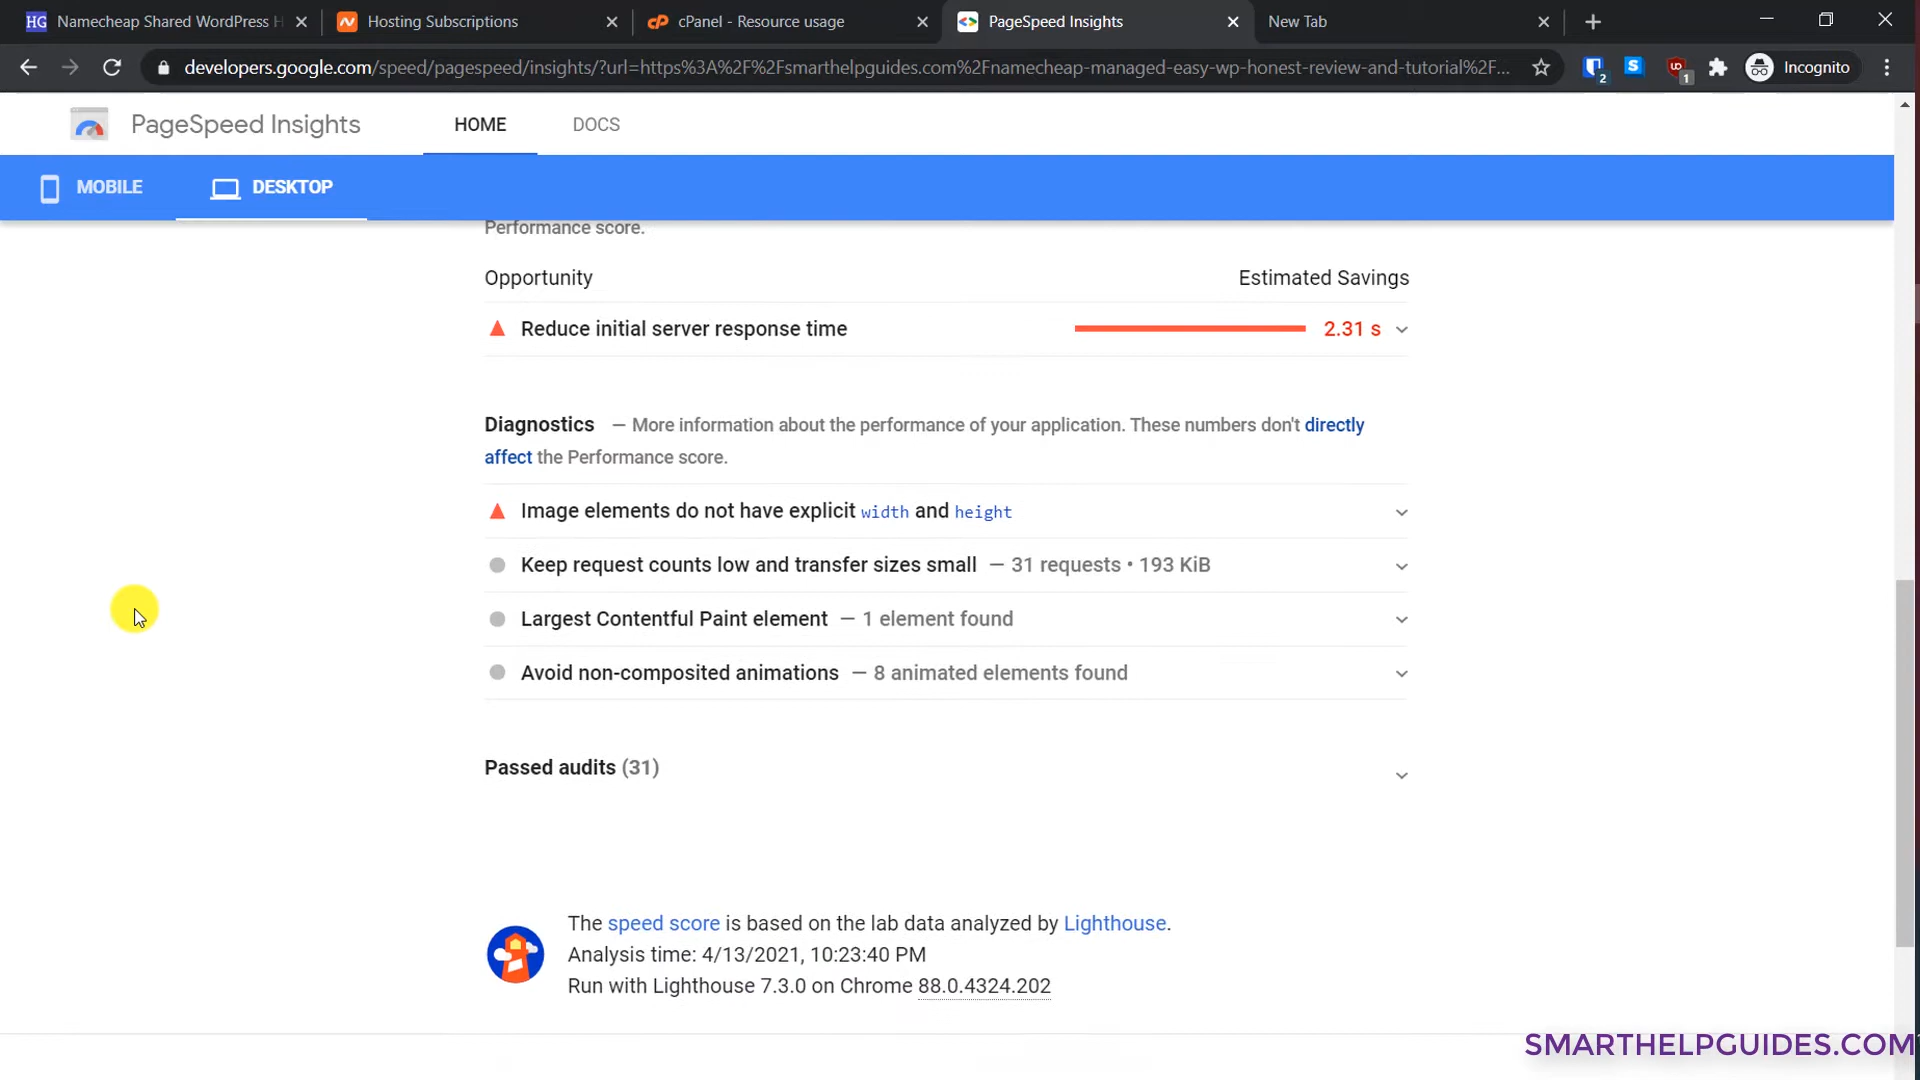 HG Namecheap Shared WordPress H
Hosting Subscriptions
cP cPanel - Resource usage
PageSpeed Insights
New Tab
developers.google.com/speed/pagespeed/insights/?url=https%3A%2F%2Fsmarthelpguides.com%2Fnamecheap-managed-easy-wp-honest-review-and-tutorial%2F...
2
S
1
Incognito
PageSpeed Insights
HOME
DOCS
MOBILE
DESKTOP
Performance score.
Opportunity
Estimated Savings
Reduce initial server response time
2.31 s
Diagnostics — More information about the performance of your application. These numbers don't directly
affect the Performance score.
Image elements do not have explicit width and height
Keep request counts low and transfer sizes small — 31 requests • 193 KiB
Largest Contentful Paint element — 1 element found
Avoid non-composited animations — 8 animated elements found
Passed audits (31)
The speed score is based on the lab data analyzed by Lighthouse.
Analysis time: 4/13/2021, 10:23:40 PM
Run with Lighthouse 7.3.0 on Chrome 88.0.4324.202
SMARTHELPGUIDES.COM